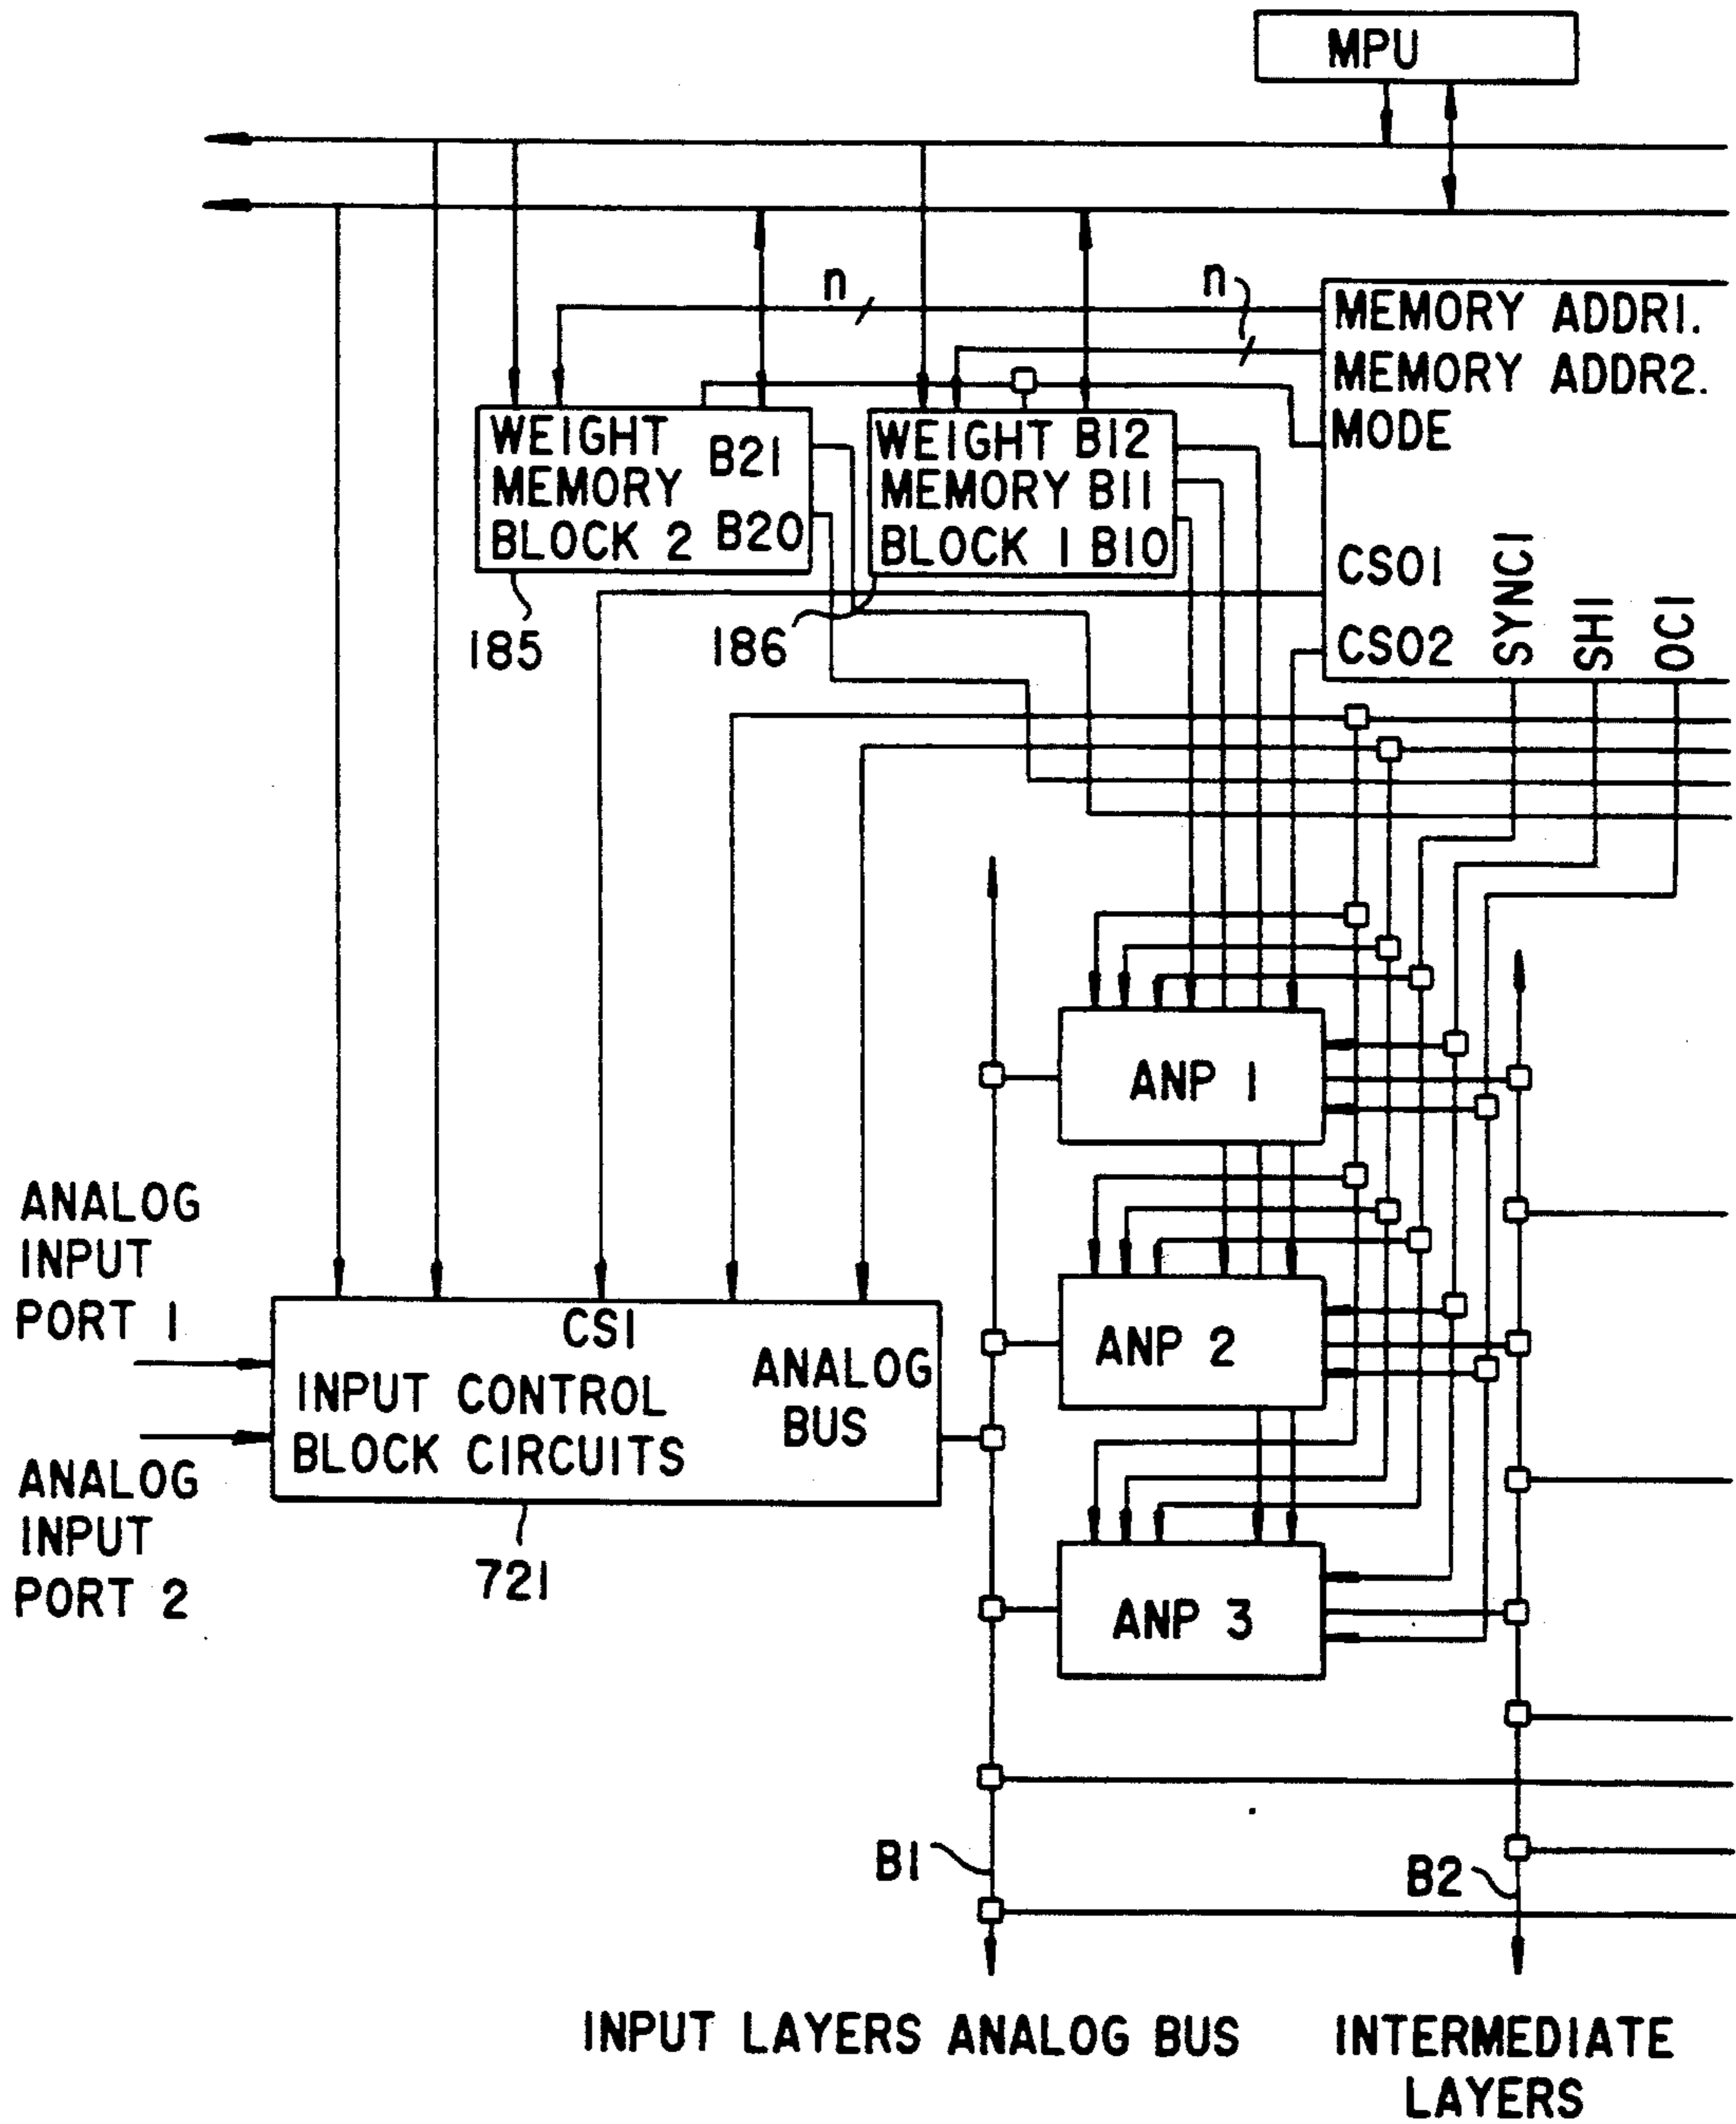 MPU
n
n
MEMORY ADDR1.
MEMORY ADDR2.
MODE
CS01
CS02
SYNC1
SH1
OC1
WEIGHT
MEMORY
BLOCK 2
B21
B20
WEIGHT B12
MEMORY B11
BLOCK 1 B10
185
186
ANP 1
ANP 2
ANP 3
ANALOG
INPUT
PORT 1
ANALOG
INPUT
PORT 2
CS1
INPUT CONTROL
BLOCK CIRCUITS
ANALOG
BUS
721
B1
B2
INPUT LAYERS ANALOG BUS
INTERMEDIATE
LAYERS